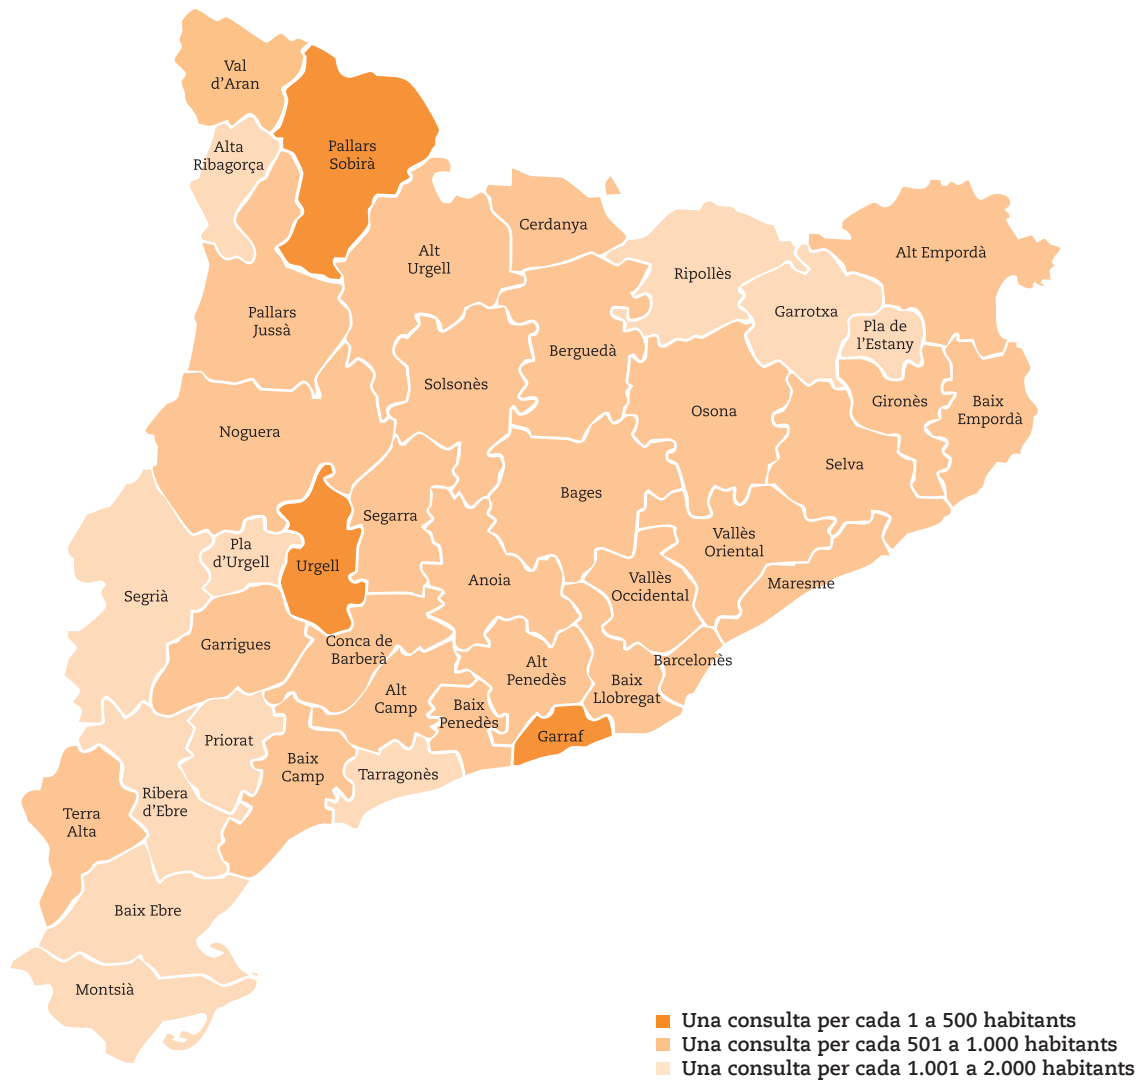 Val
d’Aran
Alta
Ribagorça
Pallars
Sobirà
Cerdanya
Alt
Urgell
Ripollès
Alt Empordà
Pallars
Jussà
Garrotxa
Pla de
l’Estany
Berguedà
Solsonès
Osona
Gironès
Baix
Empordà
Noguera
Selva
Bages
Segarra
Pla
d’Urgell
Urgell
Vallès
Oriental
Anoia
Vallès
Occidental
Maresme
Segrià
Garrigues
Conca de
Barberà
Alt
Penedès
Barcelonès
Baix
Llobregat
Alt
Camp
Baix
Penedès
Garraf
Priorat
Baix
Camp
Tarragonès
Ribera
d’Ebre
Terra
Alta
Baix Ebre
Montsià
Una consulta per cada 1 a 500 habitants
Una consulta per cada 501 a 1.000 habitants
Una consulta per cada 1.001 a 2.000 habitants